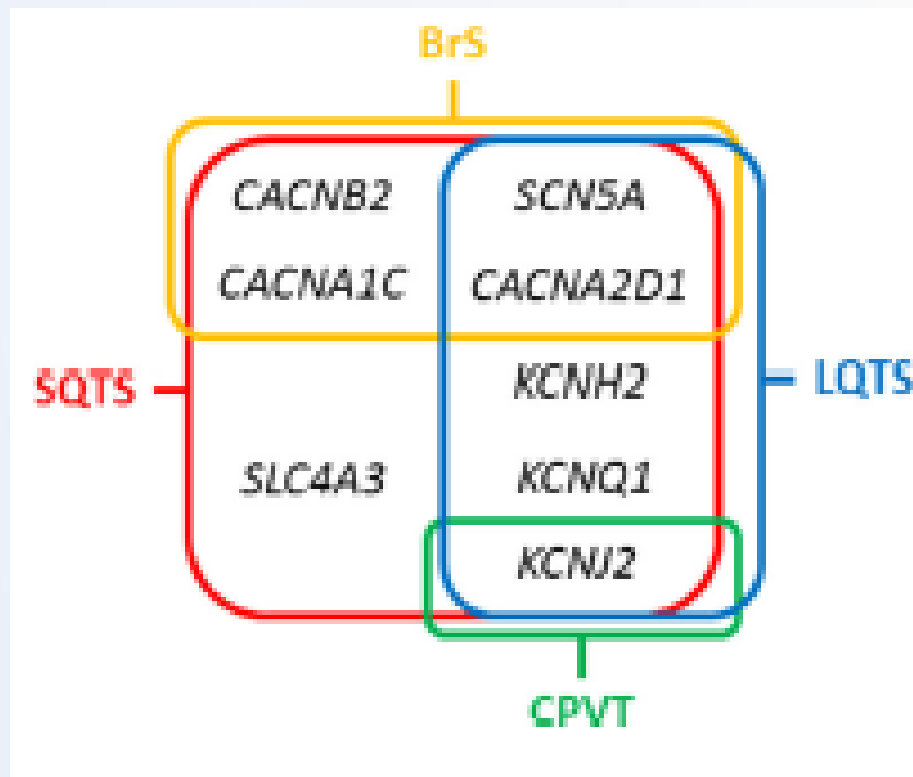 BrS
CACNB2 SCN5A
CACNA1C CACNA2D1
KCNH2
SQTS LQTS
SLC4A3 KCNQ1
KCNJ2
CPVT